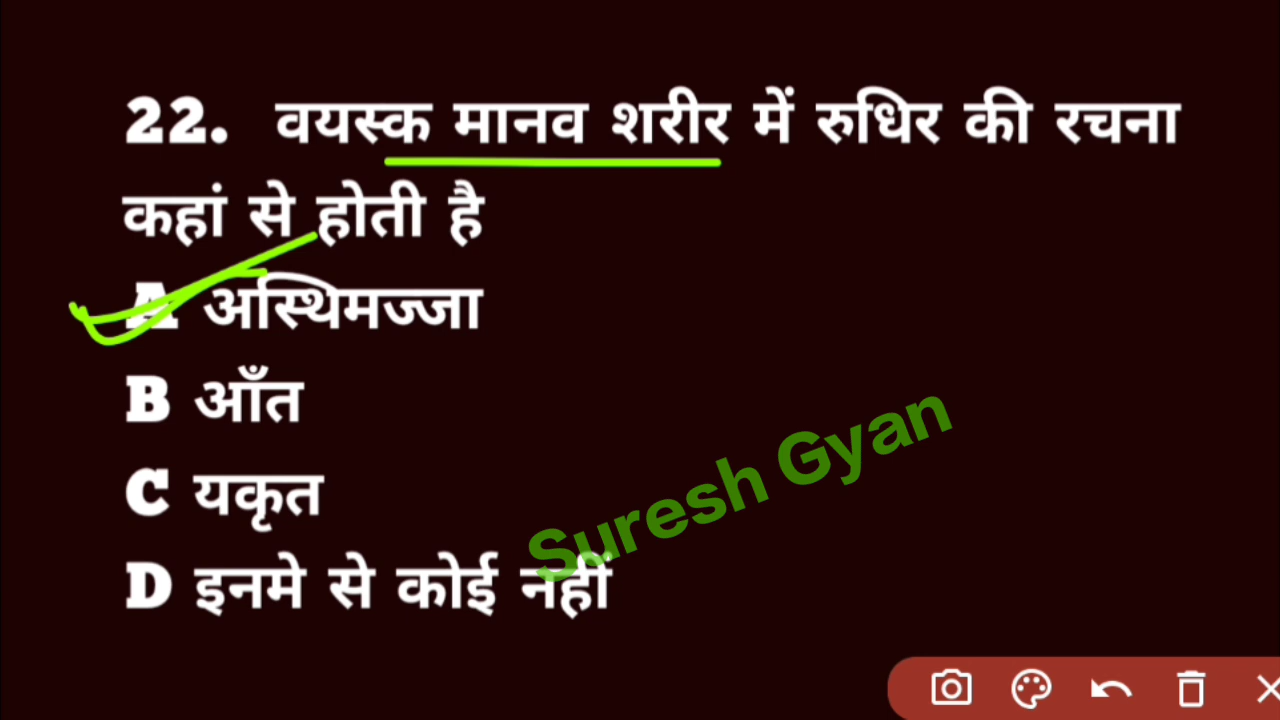 22. वयस्क मानव शरीर में रुधिर की रचना
कहां से होती है
A अस्थिमज्जा
B आँत
C यकृत
D इनमे से कोई नहीं
Suresh Gyan